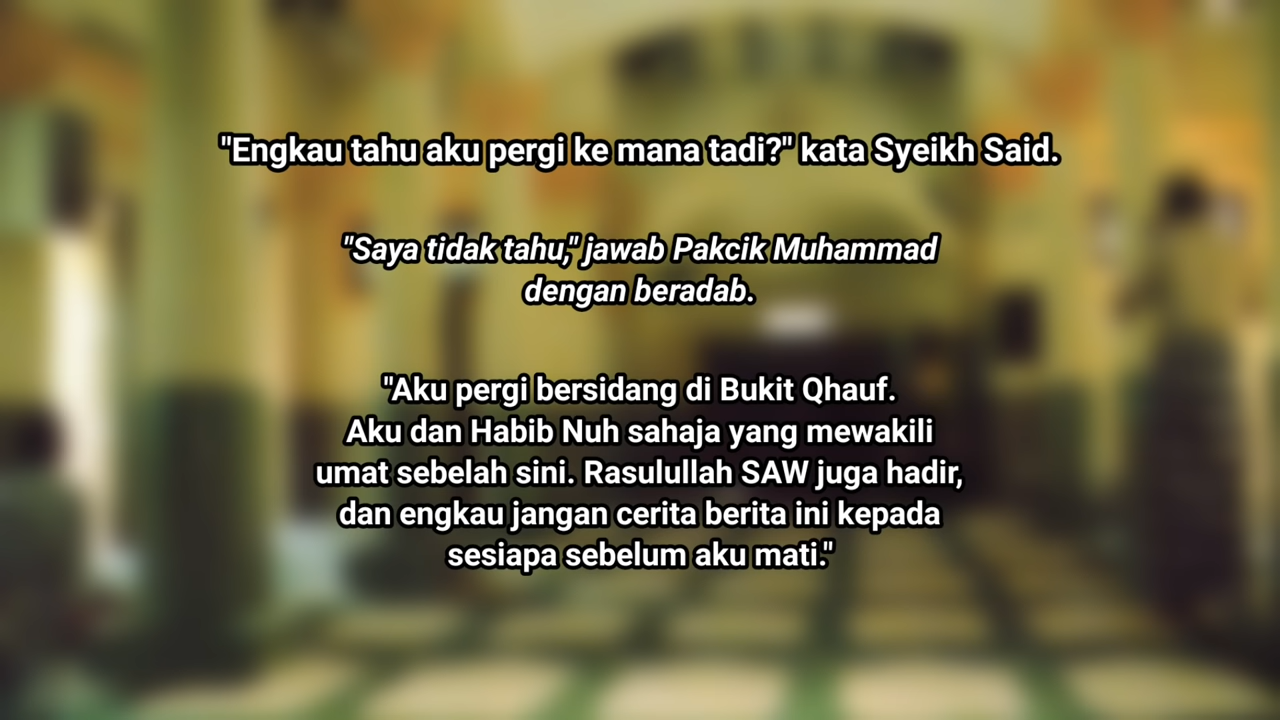 "Engkau tahu aku pergi ke mana tadi?" kata Syeikh Said.
"Saya tidak tahu," jawab Pakcik Muhammad
dengan beradab.
"Aku pergi bersidang di Bukit Qhauf.
Aku dan Habib Nuh sahaja yang mewakili
umat sebelah sini. Rasulullah SAW juga hadir,
dan engkau jangan cerita berita ini kepada
sesiapa sebelum aku mati."